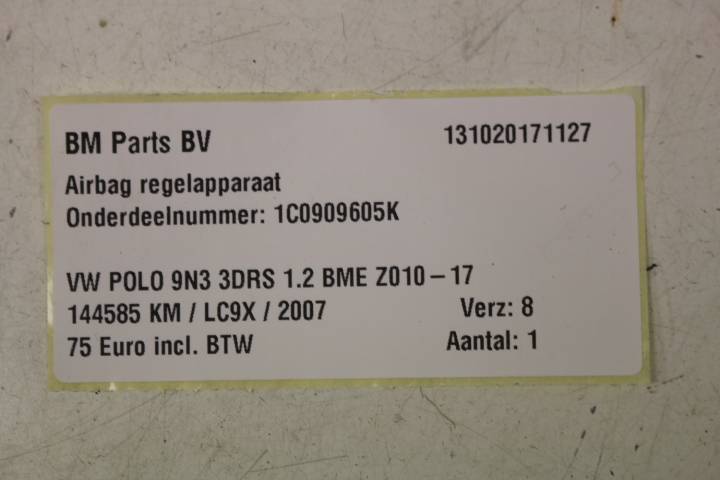 BM Parts BV 131020171127
Airbag regelapparaat
Onderdeelnummer: 1C0909605K
VW POLO 9N3 3DRS 1.2 BME Z010-17
144585 KM / LC9X / 2007 Verz: 8
75 Euro incl. BTW Aantal: 1